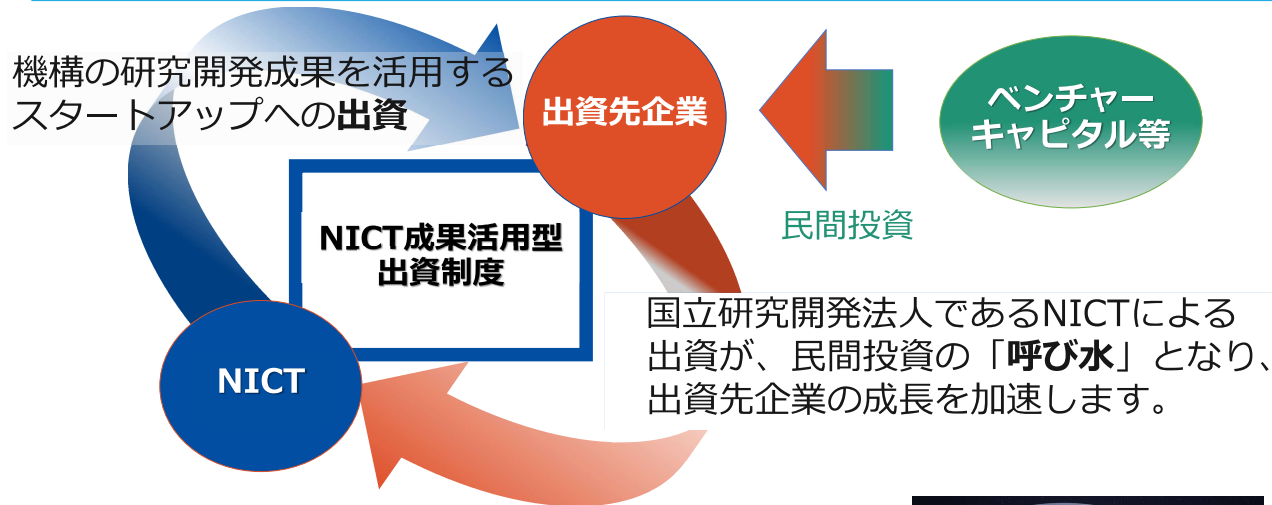 機構の研究開発成果を活用する
スタートアップへの出資
出資先企業
ベンチャー
キャピタル等
民間投資
NICT成果活用型
出資制度
国立研究開発法人であるNICTによる
出資が、民間投資の「呼び水」となり、
出資先企業の成長を加速します。
NICT